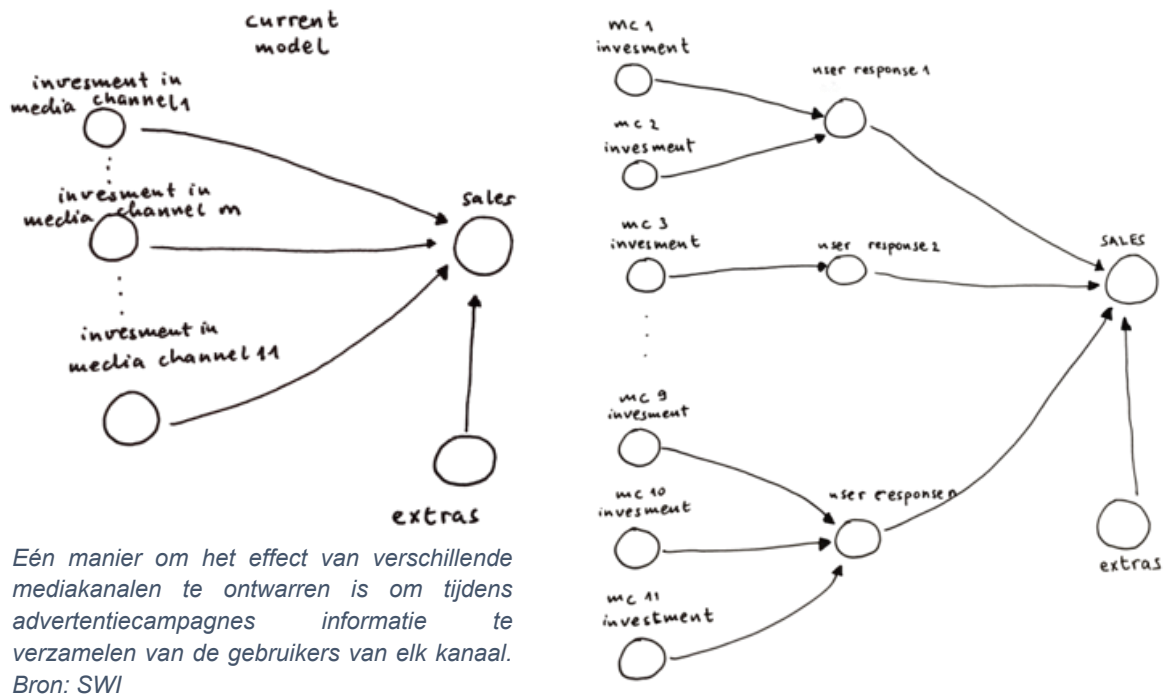 current
model
invesment in
media channel 1
invesment in
media channel m
invesment in
media channel 11
sales
extras
Eén manier om het effect van verschillende
mediakanalen te ontwarren is om tijdens
advertentiecampagnes informatie te
verzamelen van de gebruikers van elk kanaal.
Bron: SWI
mc 1
invesment
mc 2
invesment
mc 3
invesment
mc 9
invesment
mc 10
invesment
mc 11
investment
user response 1
user response 2
user response n
SALES
extras